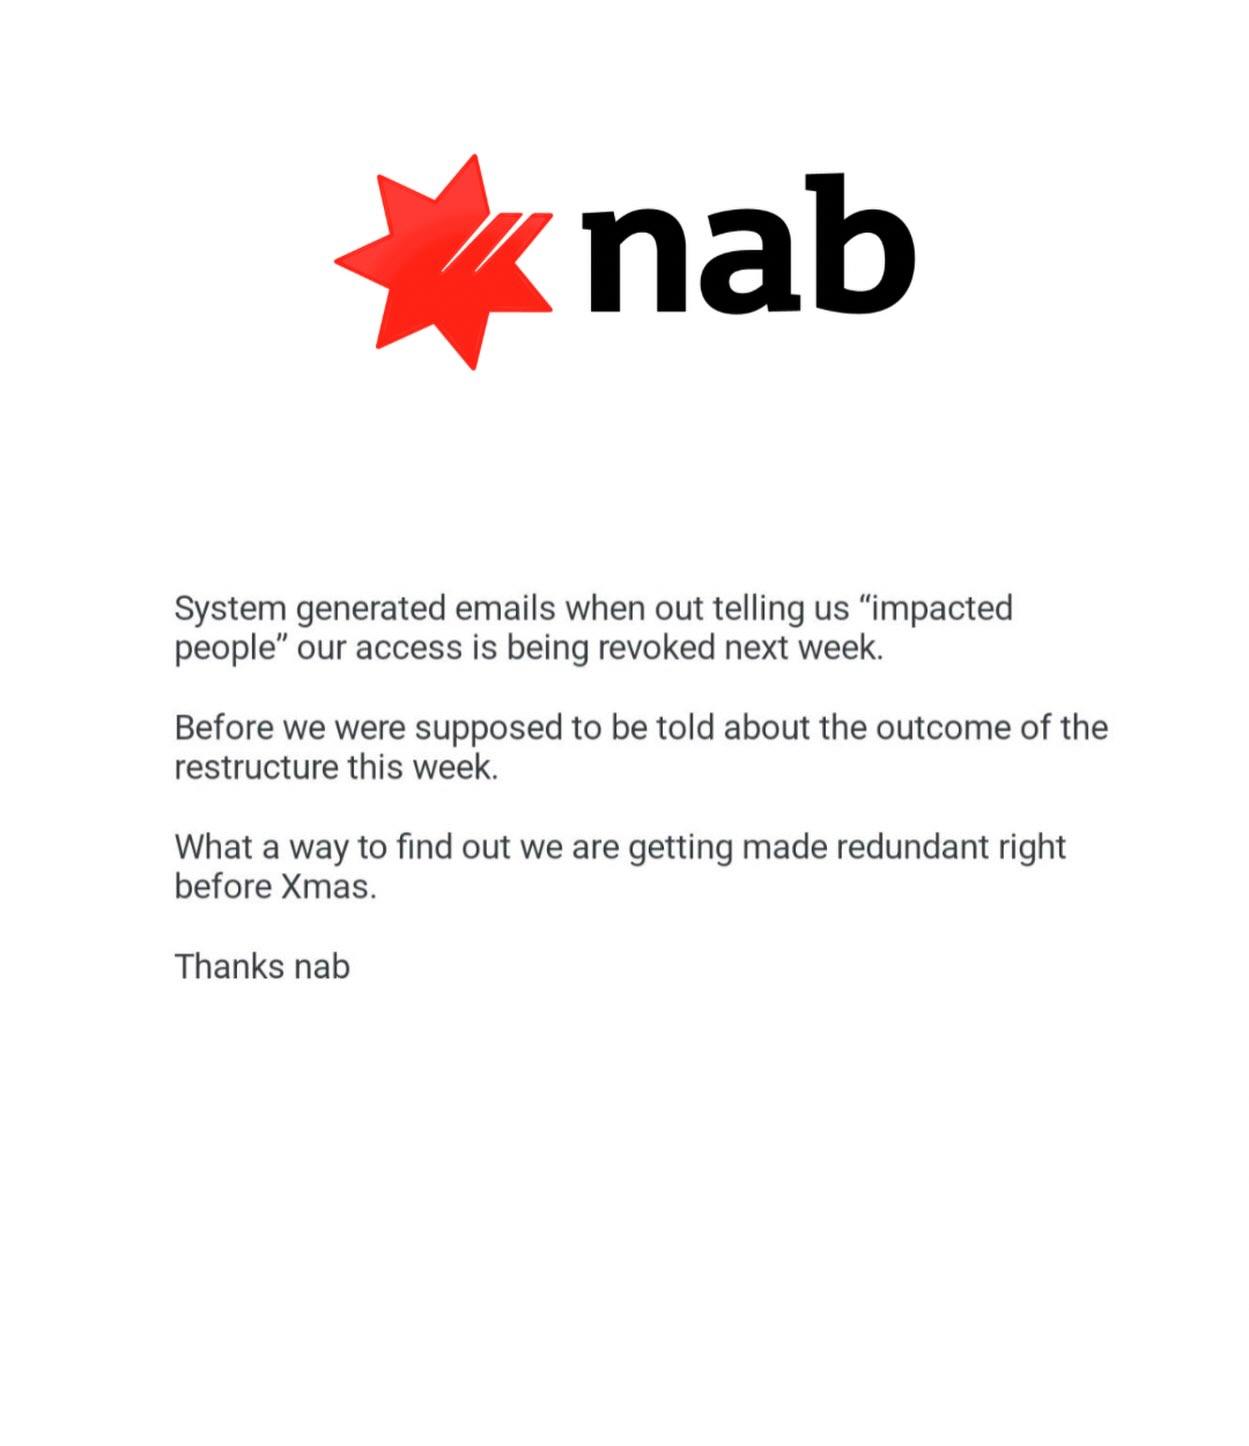 nab
System generated emails when out telling us “impacted
people” our access is being revoked next week.
Before we were supposed to be told about the outcome of the
restructure this week.
What a way to find out we are getting made redundant right
before Xmas.
Thanks nab